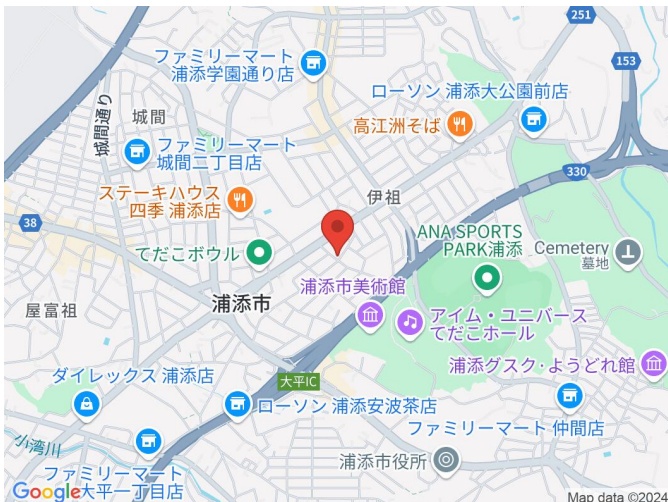 251
ファミリーマート
浦添学園通り店
153
ローソン 浦添大公園前店
城間通り
城間
高江洲そば
ファミリーマート
城間二丁目店
330
ステーキハウス
四季 浦添店
伊祖
38
ANA SPORTS
PARK浦添
Cemetery
墓地
てだこボウル
浦添市美術館
屋富祖
浦添市
アイム・ユニバース
てだこホール
浦添グスク・ようどれ館
ダイレックス 浦添店
大平IC
ローソン 浦添安波茶店
ファミリーマート 仲間店
小湾川
浦添市役所
ファミリーマート
大平一丁目店
Google
Map data ©2024